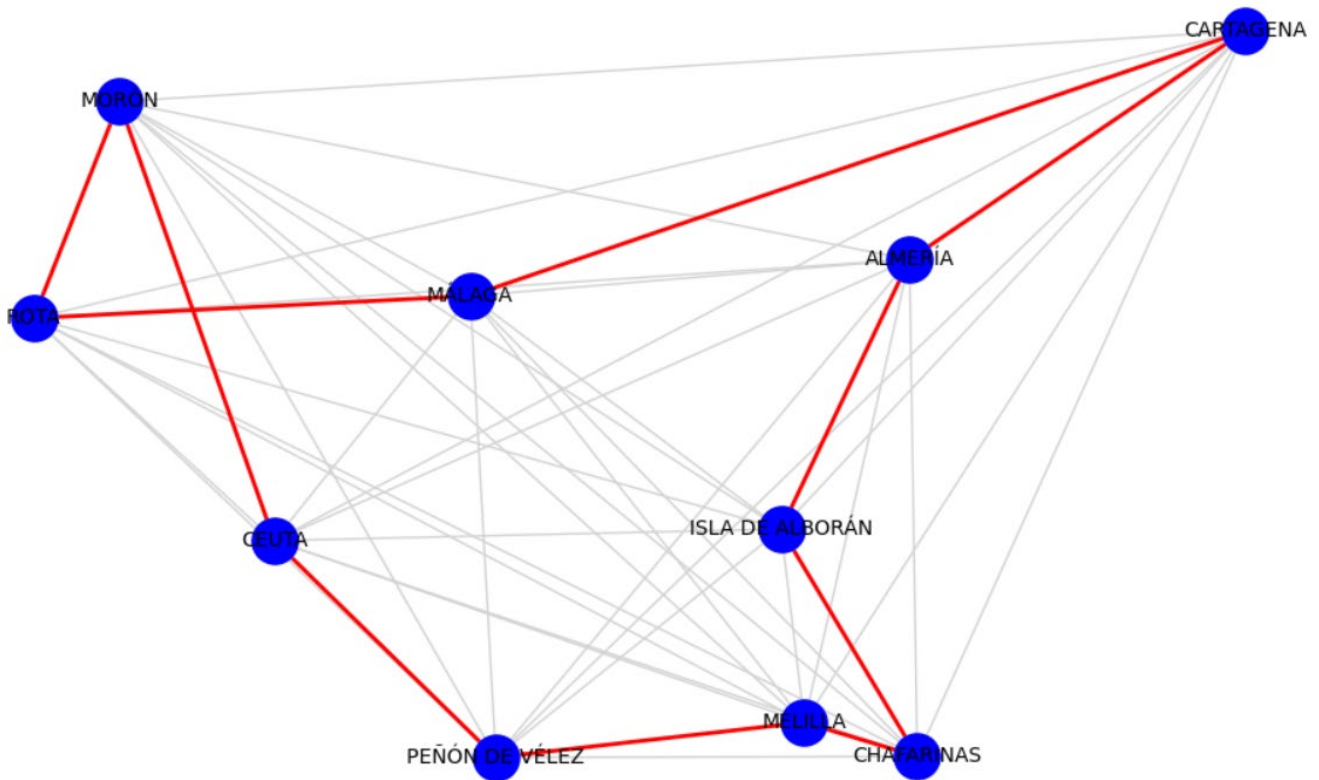 CARTAGENA
MORÓN
ALMERÍA
MÁLAGA
ROTA
ISLA DE ALBORÁN
CEUTA
MELILLA
PEÑÓN DE VÉLEZ
CHAFARINAS